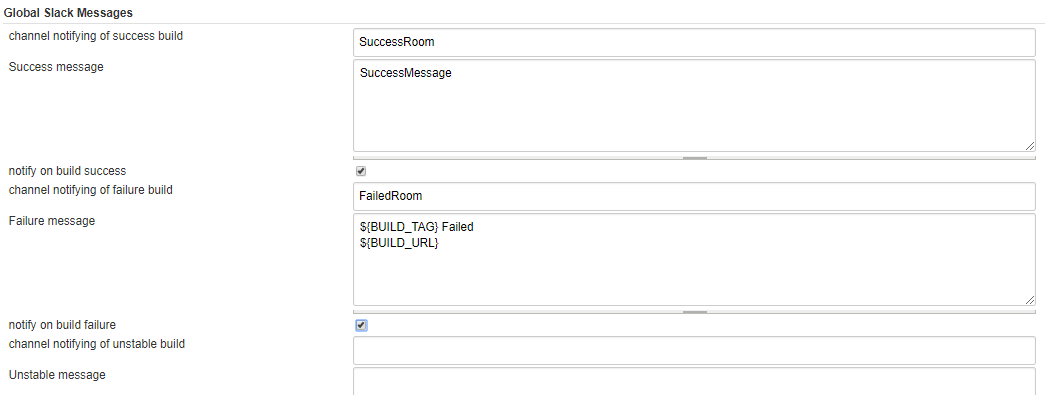 Global Slack Messages
channel notifying of success build
SuccessRoom
Success message
SuccessMessage
notify on build success
channel notifying of failure build
FailedRoom
Failure message
${BUILD_TAG} Failed
${BUILD_URL}
notify on build failure
channel notifying of unstable build
Unstable message